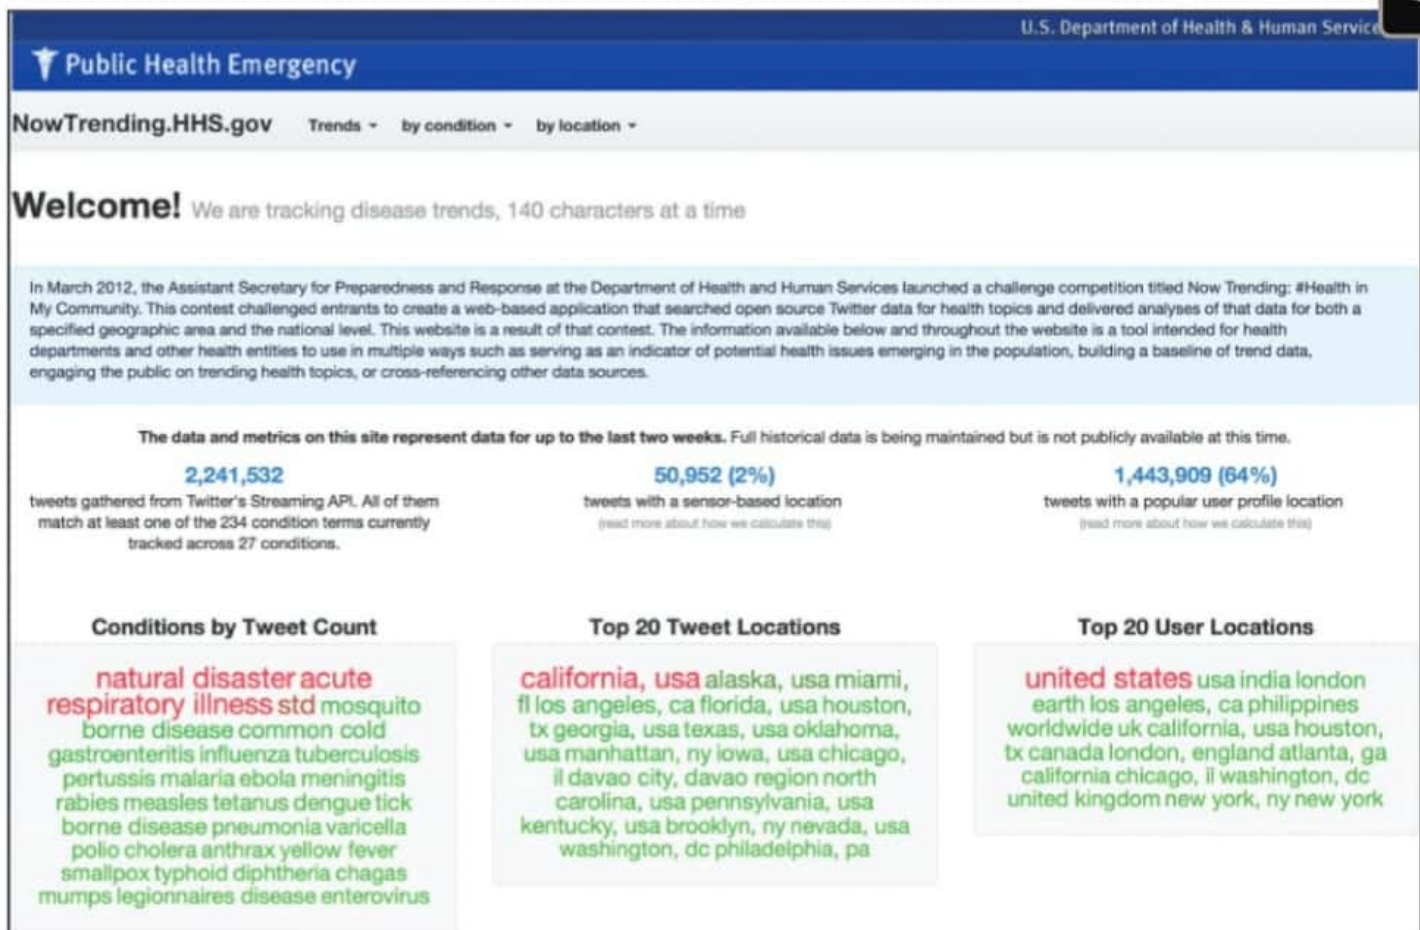 U.S. Department of Health & Human Service
Public Health Emergency
NowTrending.HHS.gov Trends by condition by location
Welcome! We are tracking disease trends, 140 characters at a time
In March 2012, the Assistant Secretary for Preparedness and Response at the Department of Health and Human Services launched a challenge competition titled Now Trending: #Health in
My Community. This contest challenged entrants to create a web-based application that searched open source Twitter data for health topics and delivered analyses of that data for both a
specified geographic area and the national level. This website is a result of that contest. The information available below and throughout the website is a tool intended for health
departments and other health entities to use in multiple ways such as serving as an indicator of potential health issues emerging in the population, building a baseline of trend data,
engaging the public on trending health topics, or cross-referencing other data sources.
The data and metrics on this site represent data for up to the last two weeks. Full historical data is being maintained but is not publicly available at this time.
2,241,532
tweets gathered from Twitter's Streaming API. All of them
match at least one of the 234 condition terms currently
tracked across 27 conditions.
50,952 (2%)
tweets with a sensor-based location
(read more about how we calculate this)
1,443,909 (64%)
tweets with a popular user profile location
(read more about how we calculate this)
Conditions by Tweet Count
natural disaster acute
respiratory illness std mosquito
borne disease common cold
gastroenteritis influenza tuberculosis
pertussis malaria ebola meningitis
rabies measles tetanus dengue tick
borne disease pneumonia varicella
polio cholera anthrax yellow fever
smallpox typhoid diphtheria chagas
mumps legionnaires disease enterovirus
Top 20 Tweet Locations
california, usa alaska, usa miami,
fl los angeles, ca florida, usa houston,
tx georgia, usa texas, usa oklahoma,
usa manhattan, ny iowa, usa chicago,
il davao city, davao region north
carolina, usa pennsylvania, usa
kentucky, usa brooklyn, ny nevada, usa
washington, dc philadelphia, pa
Top 20 User Locations
united states usa india london
earth los angeles, ca philippines
worldwide uk california, usa houston,
tx canada london, england atlanta, ga
california chicago, il washington, dc
united kingdom new york, ny new york